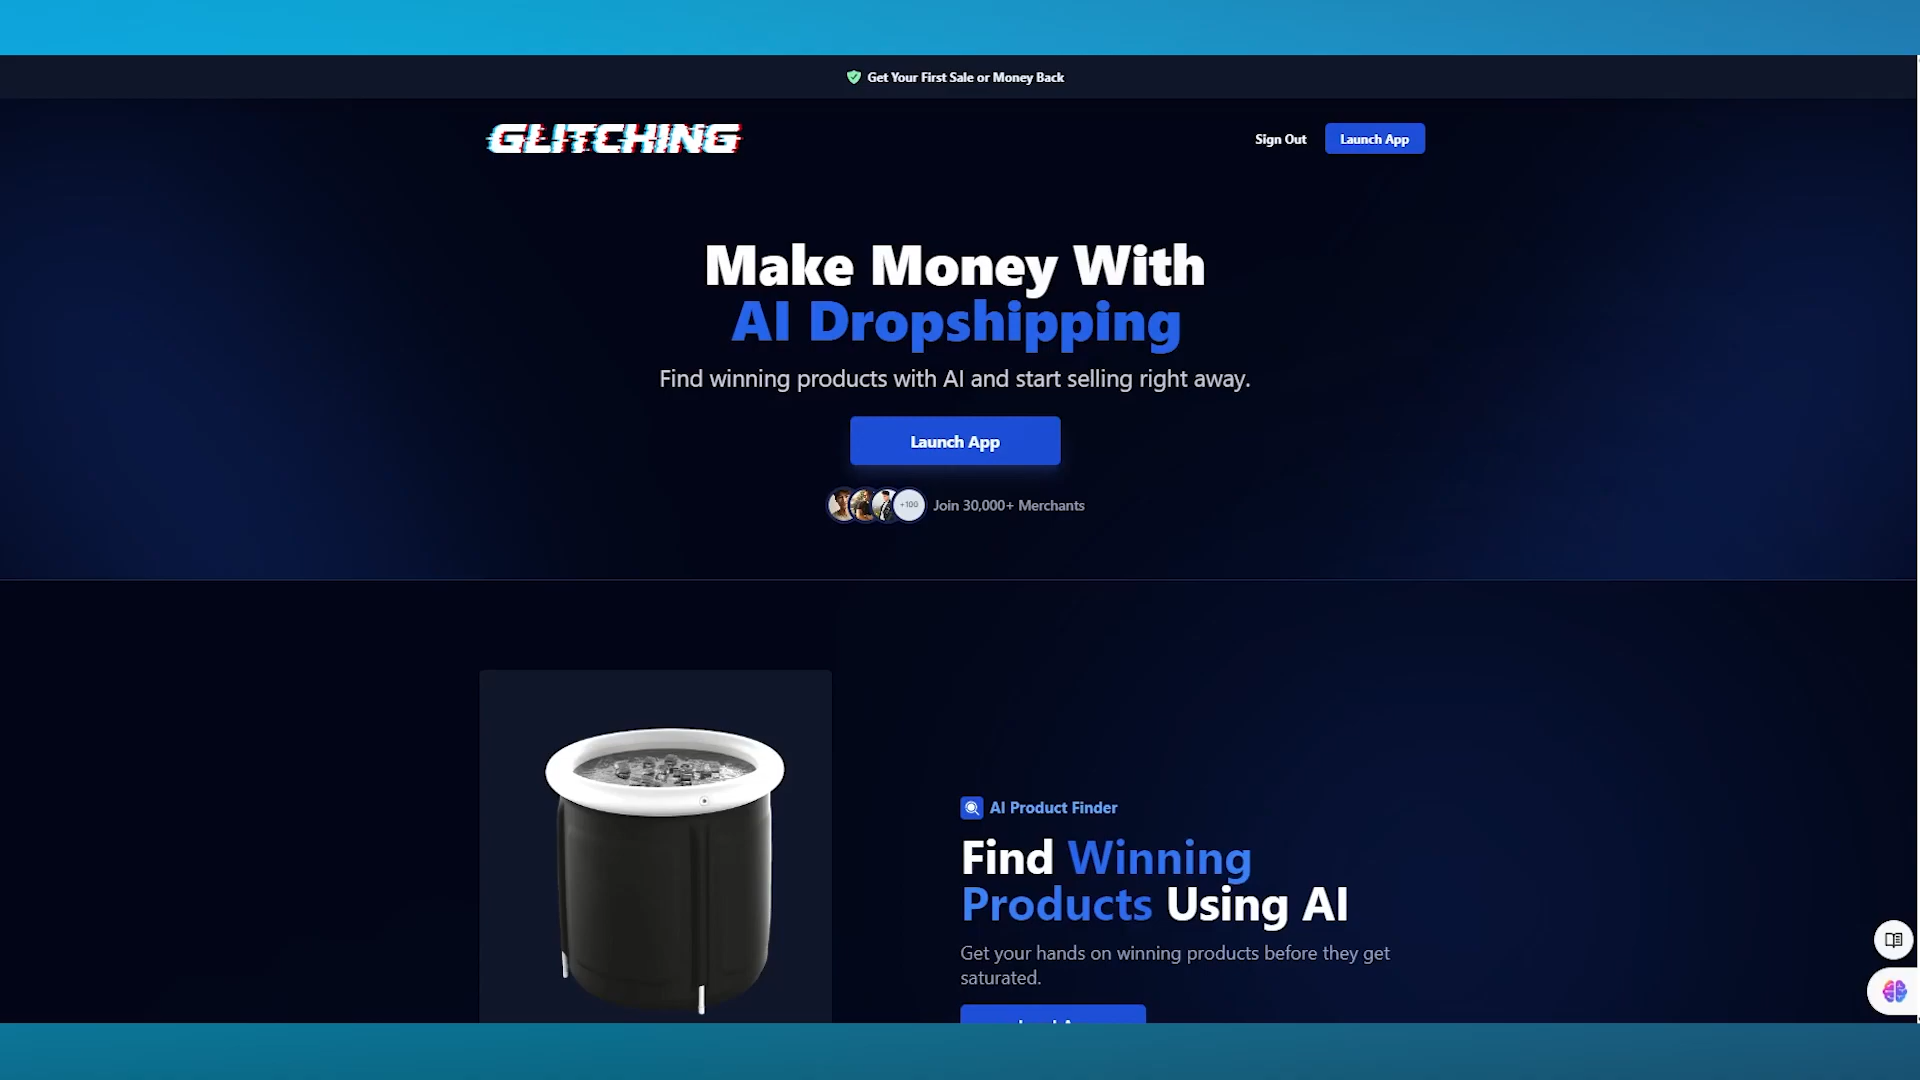 Get Your First Sale or Money Back
GLITCHING
Sign Out
Launch App
Make Money With
AI Dropshipping
Find winning products with AI and start selling right away.
Launch App
+100
Join 30,000+ Merchants
AI Product Finder
Find Winning
Products Using AI
Get your hands on winning products before they get
saturated.